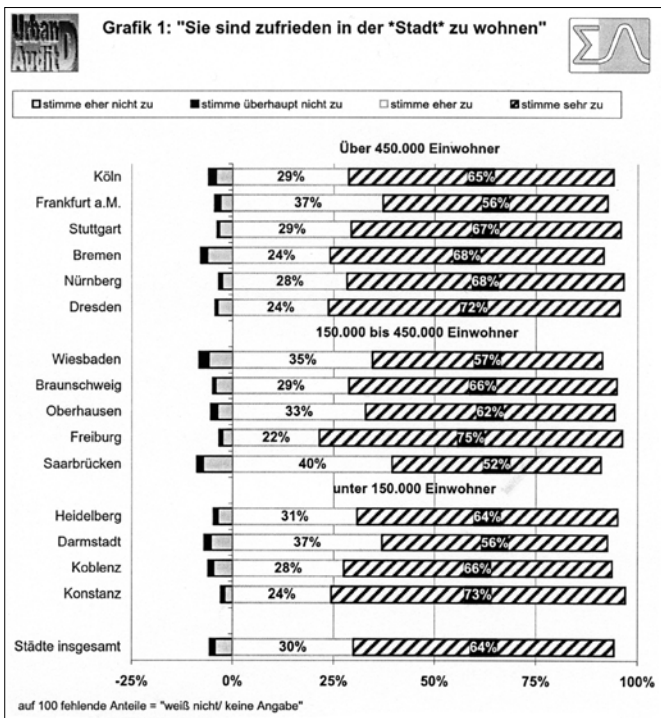 Urban
Audit
D
Grafik 1: "Sie sind zufrieden in der *Stadt* zu wohnen"
Σ
stimme eher nicht zu
stimme überhaupt nicht zu
stimme eher zu
stimme sehr zu
Über 450.000 Einwohner
Köln 29% 65%
Frankfurt a.M. 37% 56%
Stuttgart 29% 67%
Bremen 24% 68%
Nürnberg 28% 68%
Dresden 24% 72%
150.000 bis 450.000 Einwohner
Wiesbaden 35% 57%
Braunschweig 29% 66%
Oberhausen 33% 62%
Freiburg 22% 75%
Saarbrücken 40% 52%
unter 150.000 Einwohner
Heidelberg 31% 64%
Darmstadt 37% 56%
Koblenz 28% 66%
Konstanz 24% 73%
Städte insgesamt 30% 64%
-25% 0% 25% 50% 75% 100%
auf 100 fehlende Anteile = "weiß nicht/ keine Angabe"